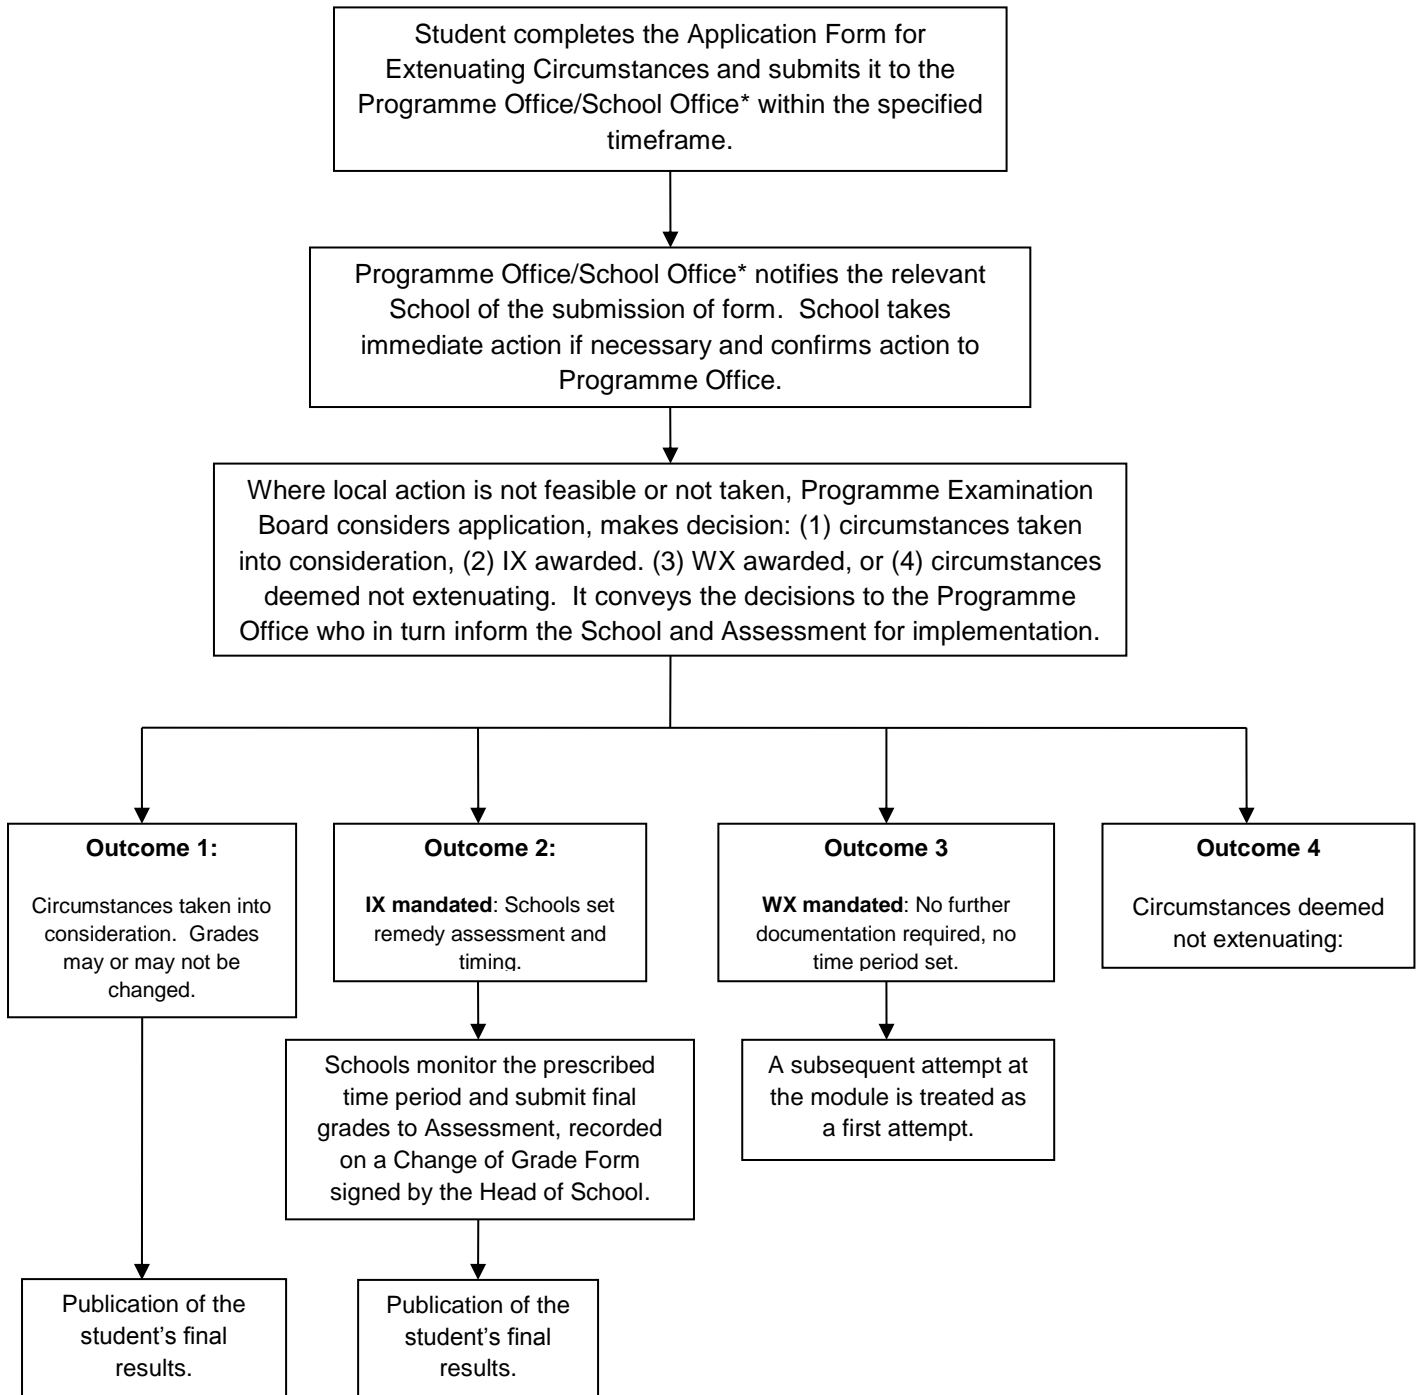 Student completes the Application Form for
Extenuating Circumstances and submits it to the
Programme Office/School Office* within the specified
timeframe.
Programme Office/School Office* notifies the relevant
School of the submission of form.  School takes
immediate action if necessary and confirms action to
Programme Office.
Where local action is not feasible or not taken, Programme Examination
Board considers application, makes decision: (1) circumstances taken
into consideration, (2) IX awarded. (3) WX awarded, or (4) circumstances
deemed not extenuating.  It conveys the decisions to the Programme
Office who in turn inform the School and Assessment for implementation.
Outcome 1:
Circumstances taken into
consideration.  Grades
may or may not be
changed.
Outcome 2:
IX mandated: Schools set
remedy assessment and
timing.
Outcome 3
WX mandated: No further
documentation required, no
time period set.
Outcome 4
Circumstances deemed
not extenuating:
Schools monitor the prescribed
time period and submit final
grades to Assessment, recorded
on a Change of Grade Form
signed by the Head of School.
A subsequent attempt at
the module is treated as
a first attempt.
Publication of the
student’s final
results.
Publication of the
student’s final
results.